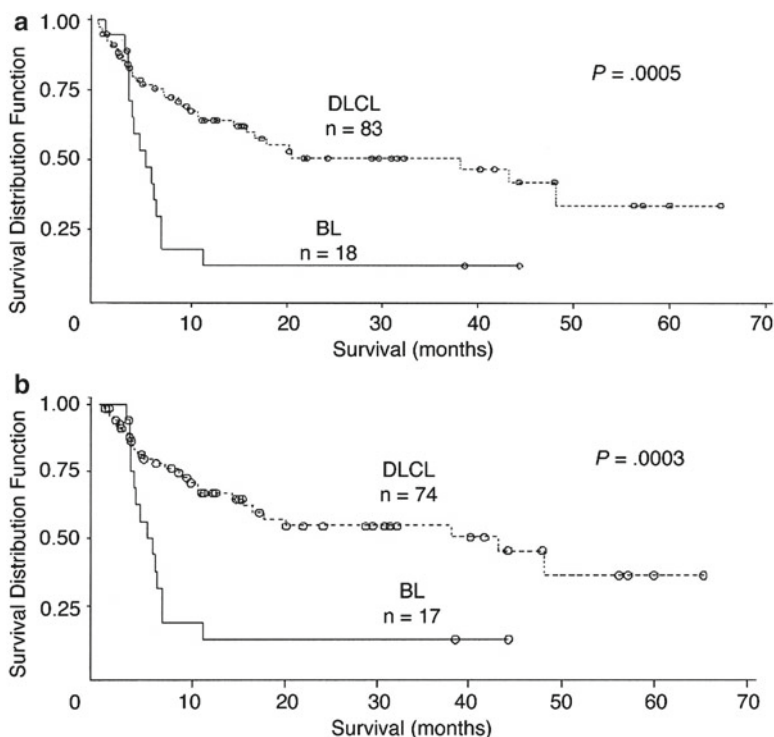 a
1.00
0.75
0.50
0.25
0
Survival Distribution Function
DLCL
n = 83
P = .0005
BL
n = 18
10 20 30 40 50 60 70
Survival (months)
b
1.00
0.75
0.50
0.25
0
Survival Distribution Function
DLCL
n = 74
P = .0003
BL
n = 17
10 20 30 40 50 60 70
Survival (months)